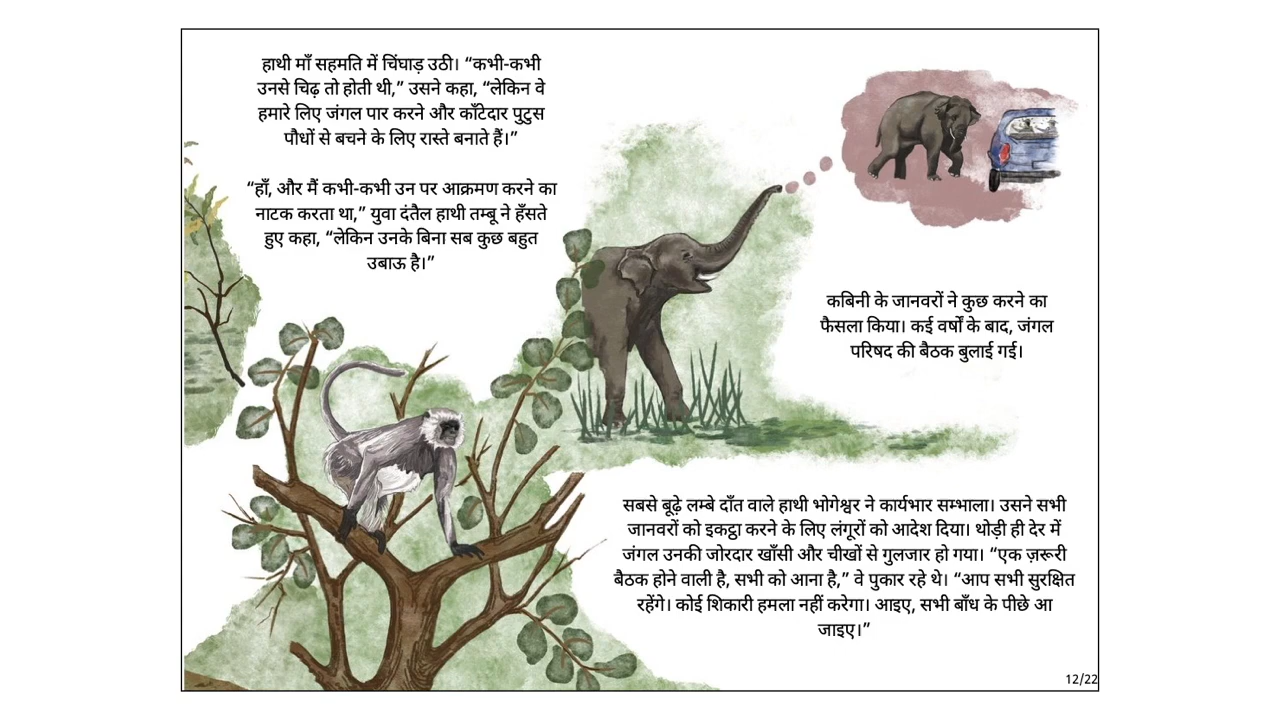 हाथी माँ सहमति में चिंघाड़ उठी। “कभी-कभी
उनसे चिढ़ तो होती थी,” उसने कहा, “लेकिन वे
हमारे लिए जंगल पार करने और काँटेदार पुटुस
पौधों से बचने के लिए रास्ते बनाते हैं।”
“हाँ, और मैं कभी-कभी उन पर आक्रमण करने का
नाटक करता था,” युवा दंतैल हाथी तम्बू ने हँसते
हुए कहा, “लेकिन उनके बिना सब कुछ बहुत
उबाऊ है।”
कबिनी के जानवरों ने कुछ करने का
फैसला किया। कई वर्षों के बाद, जंगल
परिषद की बैठक बुलाई गई।
सबसे बूढ़े लम्बे दाँत वाले हाथी भोगेश्वर ने कार्यभार सम्भाला। उसने सभी
जानवरों को इकट्ठा करने के लिए लंगूरों को आदेश दिया। थोड़ी ही देर में
जंगल उनकी जोरदार खाँसी और चीखों से गुलजार हो गया। “एक ज़रूरी
बैठक होने वाली है, सभी को आना है,” वे पुकार रहे थे। “आप सभी सुरक्षित
रहेंगे। कोई शिकारी हमला नहीं करेगा। आइए, सभी बाँध के पीछे आ
जाइए।”
12/22